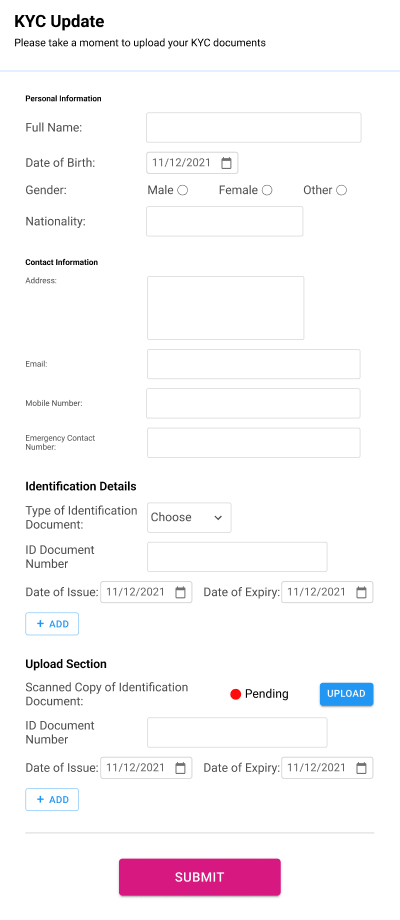 KYC Update
Please take a moment to upload your KYC documents
Personal Information
Full Name:
Date of Birth: 11/12/2021
Gender: Male Female Other
Nationality:
Contact Information
Address:
Email:
Mobile Number:
Emergency Contact
Number:
Identification Details
Type of Identification
Document: Choose
ID Document
Number
Date of Issue: 11/12/2021 Date of Expiry: 11/12/2021
+ ADD
Upload Section
Scanned Copy of Identification
Document: Pending UPLOAD
ID Document
Number
Date of Issue: 11/12/2021 Date of Expiry: 11/12/2021
+ ADD
SUBMIT